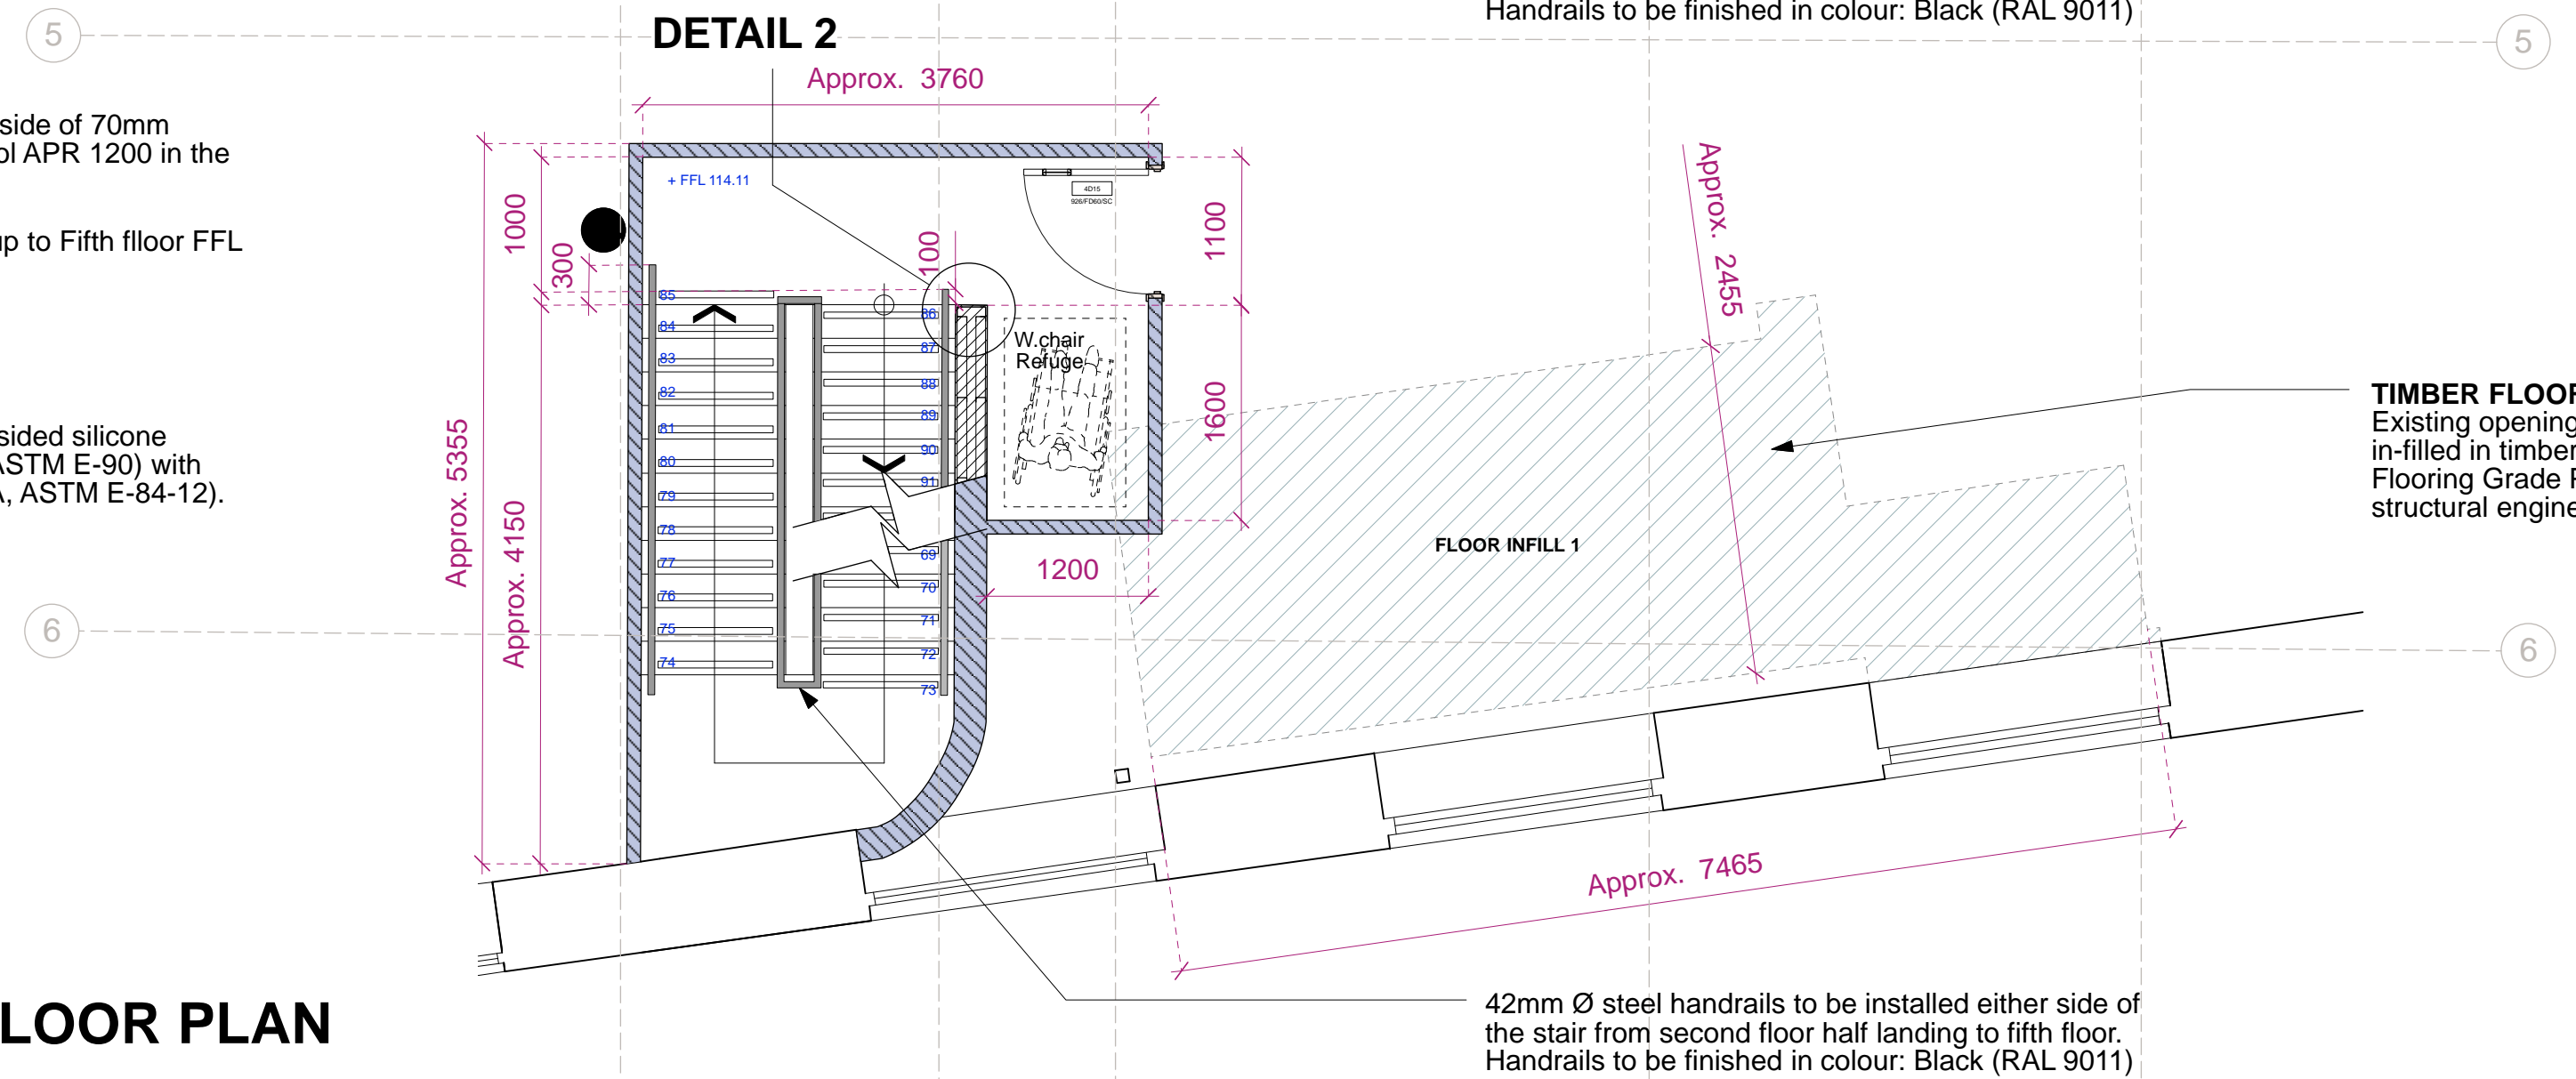 Handrails to be finished in colour: Black (RAL 9011)
5
DETAIL 2
5
Approx. 3760
side of 70mm
ol APR 1200 in the
up to Fifth flloor FFL
sided silicone
ASTM E-90) with
A, ASTM E-84-12).
+ FFL 114.11
4D15
926/FD60/SC
1000
300
100
1100
Approx. 2455
85
84
83
82
81
80
79
78
77
76
75
74
86
87
88
89
90
91
69
70
71
72
73
W.chair
Refuge
1600
Approx. 5355
Approx. 4150
1200
FLOOR INFILL 1
TIMBER FLOOR
Existing opening
in-filled in timber
Flooring Grade P
structural engine
6
6
Approx. 7465
LOOR PLAN
42mm Ø steel handrails to be installed either side of
the stair from second floor half landing to fifth floor.
Handrails to be finished in colour: Black (RAL 9011)